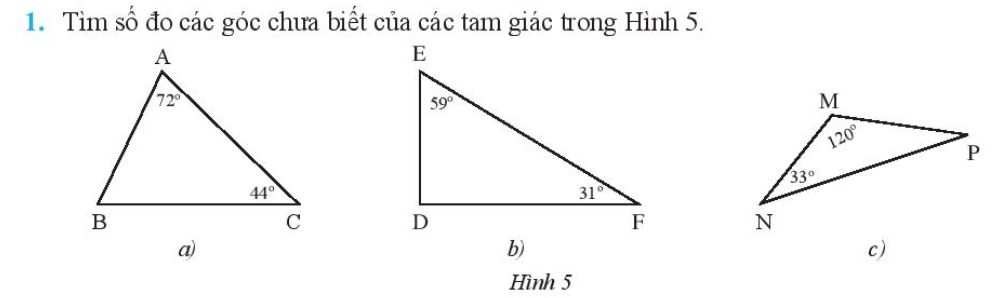 1. Tìm số đo các góc chưa biết của các tam giác trong Hình 5.
A
72°
44°
B
C
a)
E
59°
31°
D
F
b)
M
120°
P
33°
N
c)
Hình 5